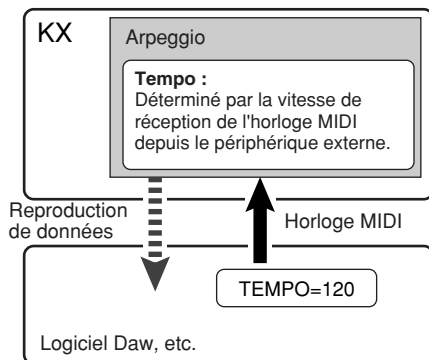 KX
Arpeggio
Tempo :
Déterminé par la vitesse de
réception de l'horloge MIDI
depuis le périphérique externe.
Reproduction
de données
Horloge MIDI
TEMPO=120
Logiciel Daw, etc.